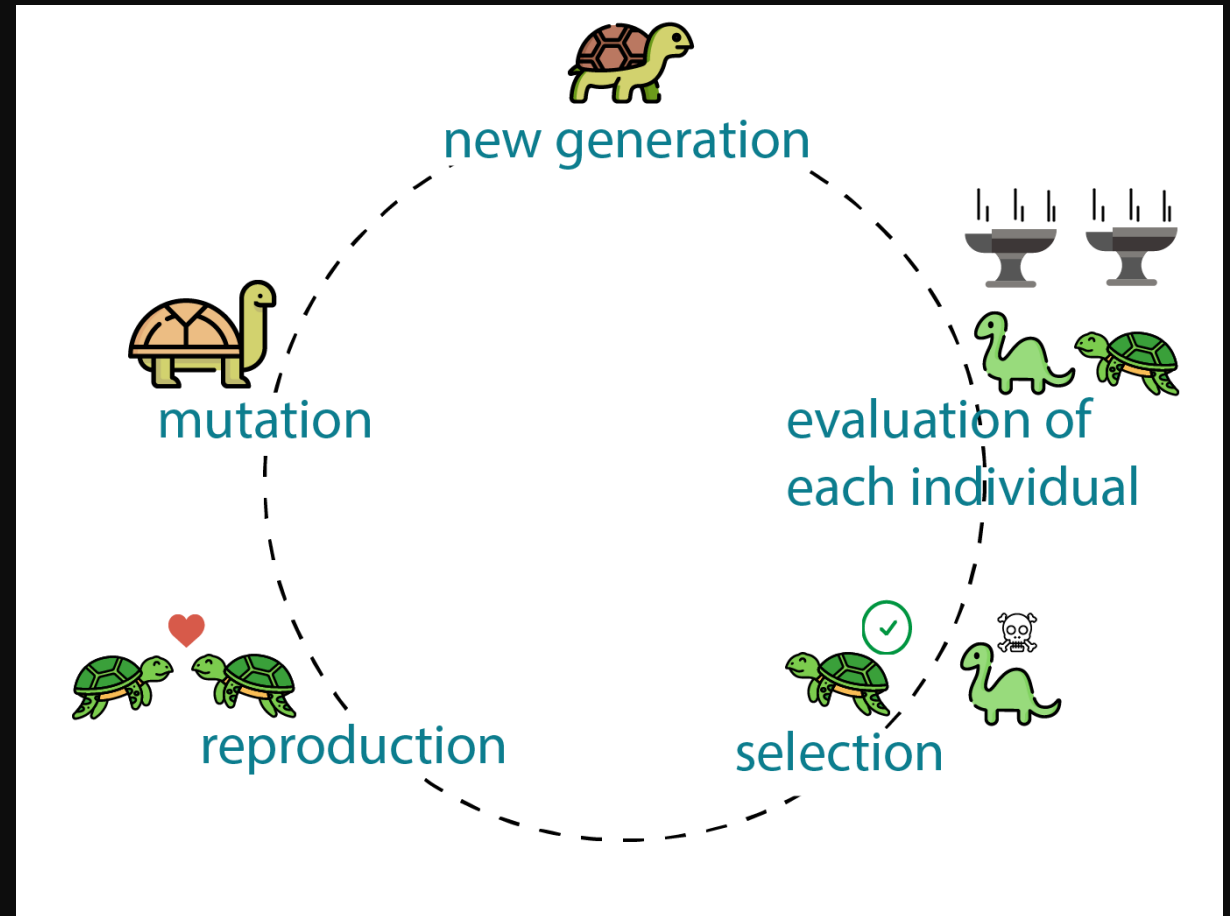 new generation
evaluation of
each individual
selection
reproduction
mutation